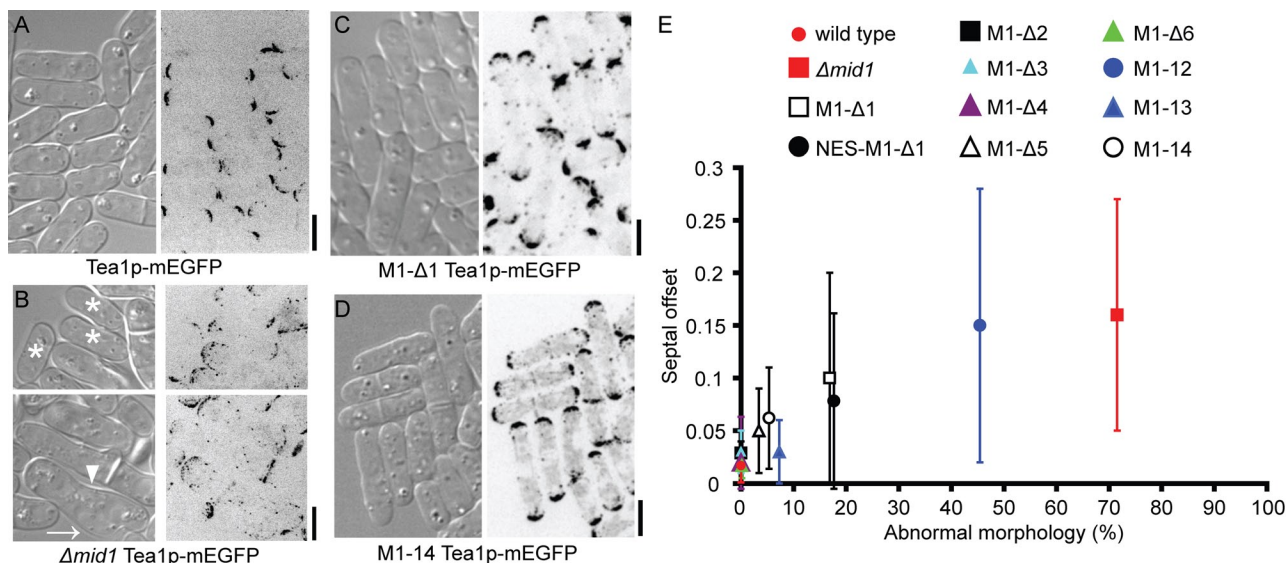 A
Tea1p-mEGFP
B
*
*
*
Δmid1 Tea1p-mEGFP
C
M1-Δ1 Tea1p-mEGFP
D
M1-14 Tea1p-mEGFP
E
wild type
Δmid1
M1-Δ1
NES-M1-Δ1
M1-Δ2
M1-Δ3
M1-Δ4
M1-Δ5
M1-Δ6
M1-12
M1-13
M1-14
Septal offset
0.3
0.25
0.2
0.15
0.1
0.05
0
0 10 20 30 40 50 60 70 80 90 100
Abnormal morphology (%)